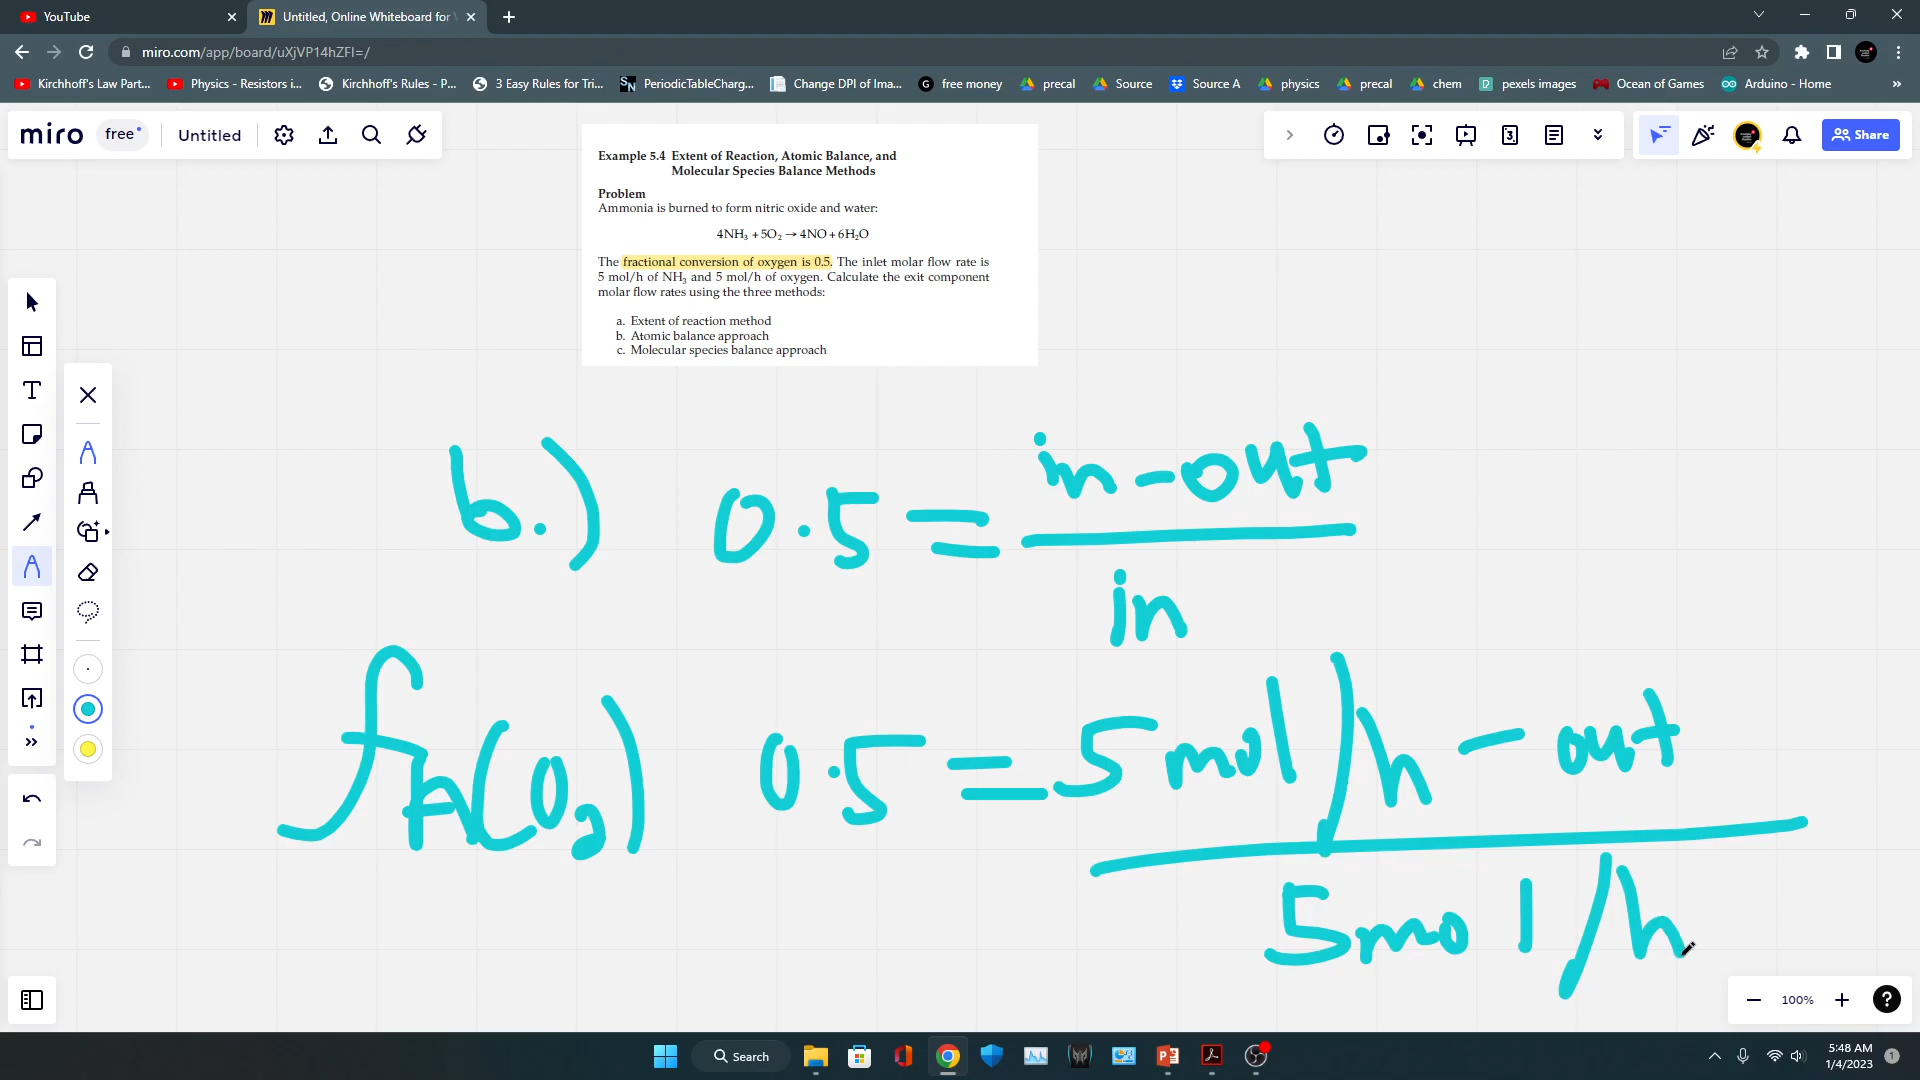 YouTube
Untitled, Online Whiteboard for
miro.com/app/board/uXjVP14hZFI=/
Kirchhoff's Law Part...
Physics - Resistors i...
Kirchhoff's Rules - P...
3 Easy Rules for Tri...
PeriodicTableCharg...
Change DPI of Ima...
free money
precal
Source
Source A
physics
precal
chem
pexels images
Ocean of Games
Arduino - Home
miro free Untitled
Share
Example 5.4 Extent of Reaction, Atomic Balance, and
Molecular Species Balance Methods
Problem
Ammonia is burned to form nitric oxide and water:
4NH₃ + 5O₂ → 4NO + 6H₂O
The fractional conversion of oxygen is 0.5. The inlet molar flow rate is
5 mol/h of NH₃ and 5 mol/h of oxygen. Calculate the exit component
molar flow rates using the three methods:
a. Extent of reaction method
b. Atomic balance approach
c. Molecular species balance approach
b.) 0.5 = in - out
in
0.5 = 5 mol/h - out
5 mol/h
100%
Search
5:48 AM
1/4/2023
1